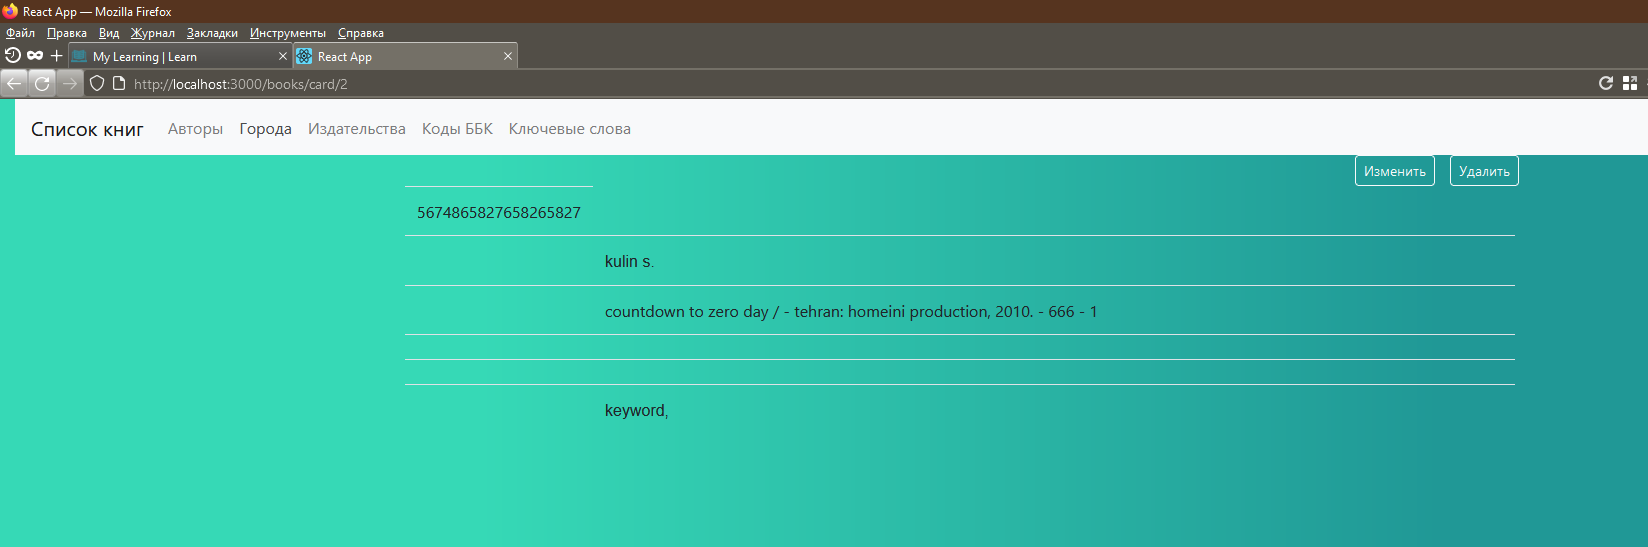 React App — Mozilla Firefox
Файл Правка Вид Журнал Закладки Инструменты Справка
My Learning | Learn React App
http://localhost:3000/books/card/2
Список книг Авторы Города Издательства Коды ББК Ключевые слова
Изменить Удалить
5674865827658265827
kulin s.
countdown to zero day / - tehran: homeini production, 2010. - 666 - 1
keyword,